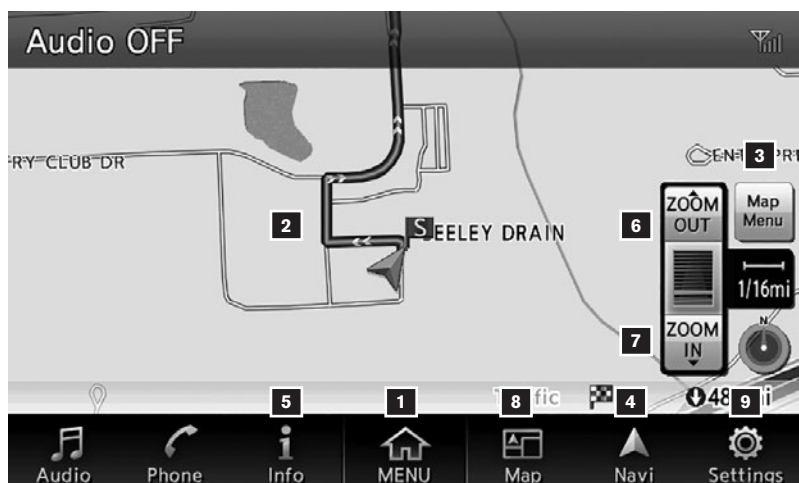 Audio OFF
RY CLUB DR
3
ZOOM OUT
Map Menu
6
2
S
EELEY DRAIN
1/16mi
N
7
ZOOM IN
5
1
8
4
9
Audio
Phone
Info
MENU
Map
Navi
Settings